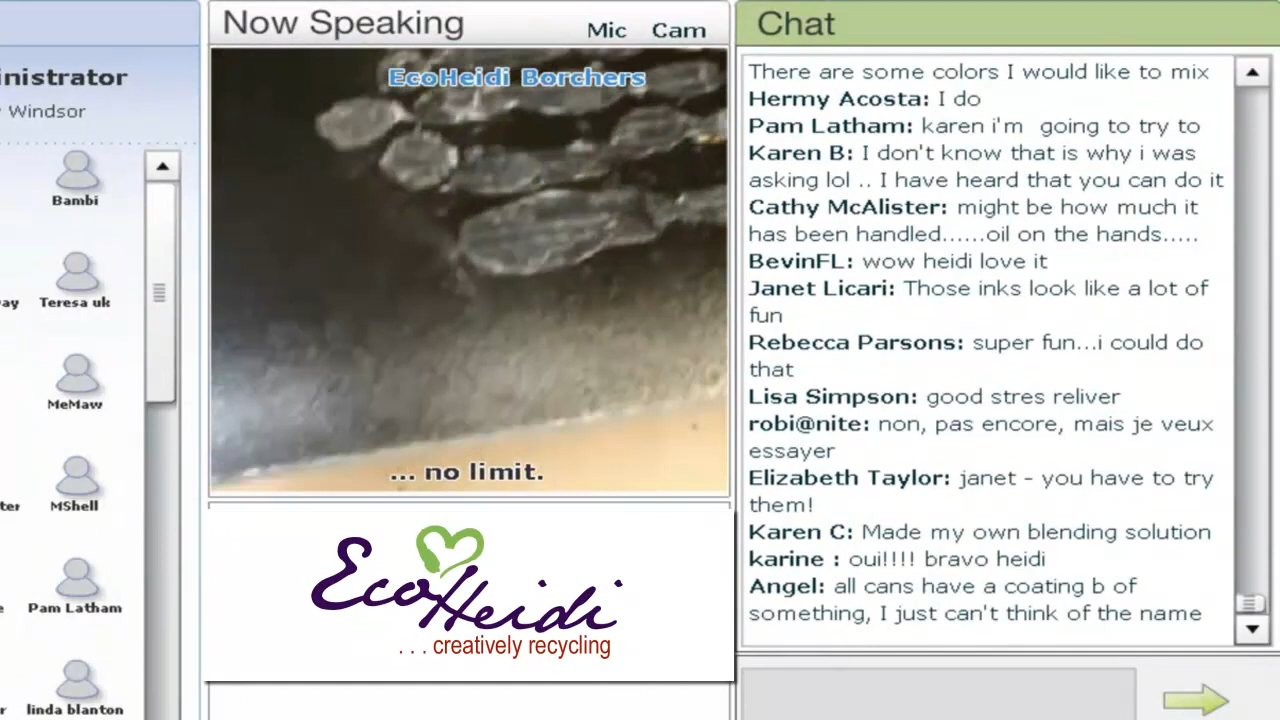 inistrator
Windsor
Bambi
ay Teresa uk
MeMaw
ter MShell
e Pam Latham
r linda blanton
Now Speaking Mic Cam
EcoHeidi Borchers
... no limit.
EcoHeidi
. . . creatively recycling
Chat
There are some colors I would like to mix
Hermy Acosta: I do
Pam Latham: karen i'm going to try to
Karen B: I don't know that is why i was
asking lol .. I have heard that you can do it
Cathy McAlister: might be how much it
has been handled......oil on the hands.....
BevinFL: wow heidi love it
Janet Licari: Those inks look like a lot of
fun
Rebecca Parsons: super fun...i could do
that
Lisa Simpson: good stres reliver
robi@nite: non, pas encore, mais je veux
essayer
Elizabeth Taylor: janet - you have to try
them!
Karen C: Made my own blending solution
karine : oui!!!! bravo heidi
Angel: all cans have a coating b of
something, I just can't think of the name